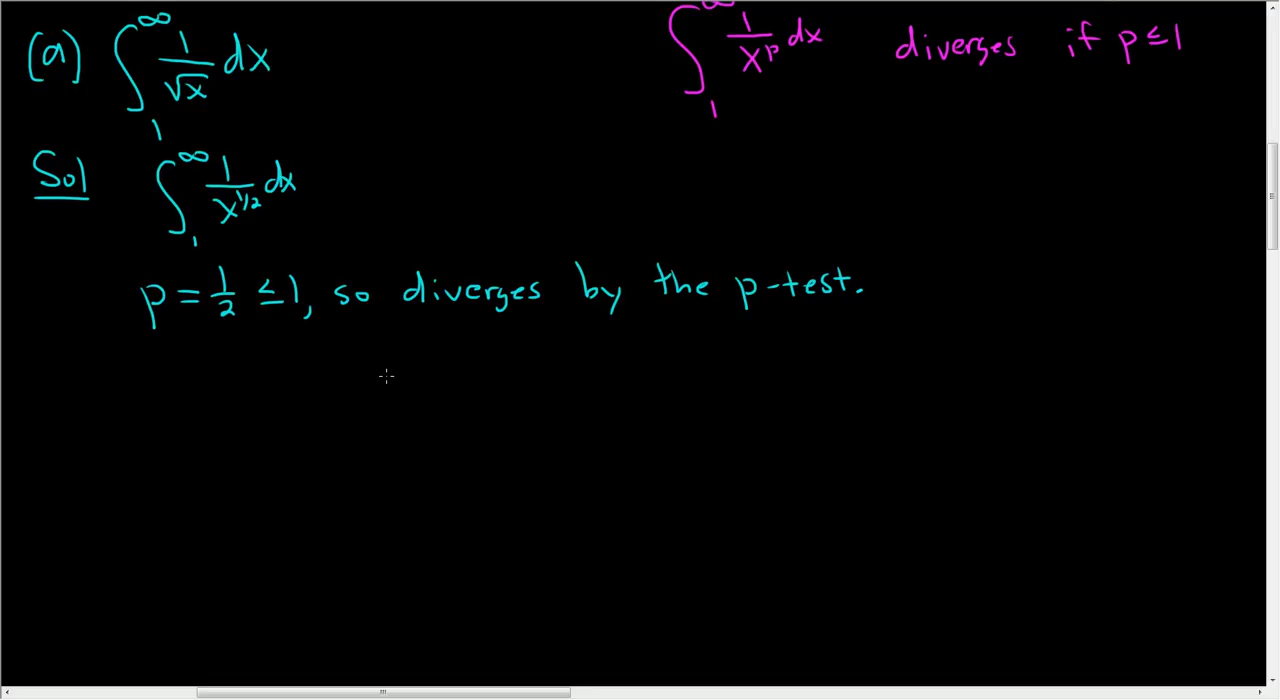 (a) ∫₁^∞ 1/√x dx
∫₁^∞ 1/x^p dx diverges if p ≤ 1
Sol ∫₁^∞ 1/x^(1/2) dx
p = 1/2 ≤ 1, so diverges by the p-test.